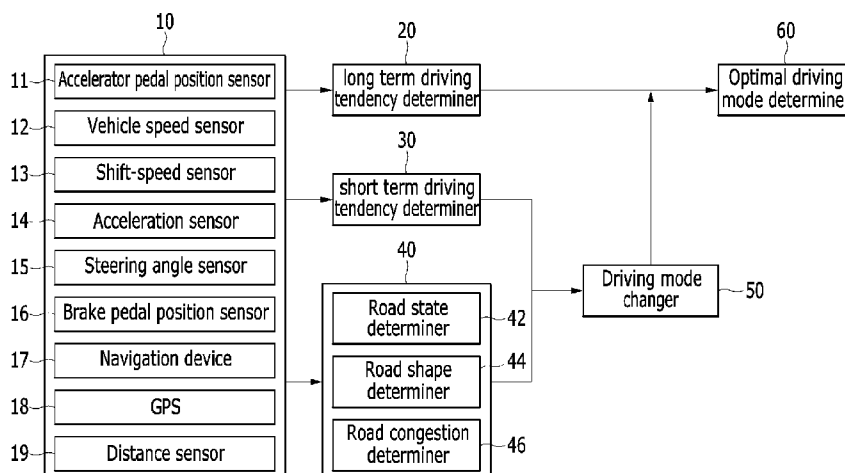 10
11
Accelerator pedal position sensor
12
Vehicle speed sensor
13
Shift-speed sensor
14
Acceleration sensor
15
Steering angle sensor
16
Brake pedal position sensor
17
Navigation device
18
GPS
19
Distance sensor
20
long term driving
tendency determiner
30
short term driving
tendency determiner
40
Road state
determiner
42
Road shape
determiner
44
Road congestion
determiner
46
Driving mode
changer
50
60
Optimal driving
mode determine